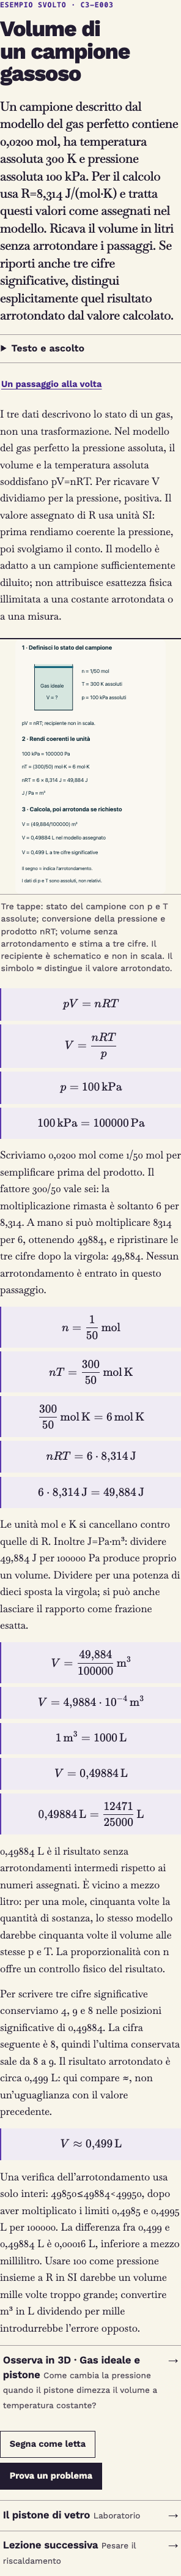 ESEMPIO SVOLTO · C3-E003
Volume di
un campione
gassoso
Un campione descritto dal
modello del gas perfetto contiene
0,0200 mol, ha temperatura
assoluta 300 K e pressione
assoluta 100 kPa. Per il calcolo
usa R=8,314 J/(mol·K) e tratta
questi valori come assegnati nel
modello. Ricava il volume in litri
senza arrotondare i passaggi. Se
riporti anche tre cifre
significative, distingui
esplicitamente quel risultato
arrotondato dal valore calcolato.
▶ Testo e ascolto
Un passaggio alla volta
I tre dati descrivono lo stato di un gas,
non una trasformazione. Nel modello
del gas perfetto la pressione assoluta, il
volume e la temperatura assoluta
soddisfano pV=nRT. Per ricavare V
dividiamo per la pressione, positiva. Il
valore assegnato di R usa unità SI:
prima rendiamo coerente la pressione,
poi svolgiamo il conto. Il modello è
adatto a un campione sufficientemente
diluito; non attribuisce esattezza fisica
illimitata a una costante arrotondata o
a una misura.
1 · Definisci lo stato del campione
Gas ideale
V = ?
n = 1/50 mol
T = 300 K assoluti
p = 100 kPa assoluti
pV = nRT; recipiente non in scala.
2 · Rendi coerenti le unità
100 kPa = 100000 Pa
nT = (300/50) mol·K = 6 mol·K
nRT = 6 × 8,314 J = 49,884 J
J / Pa = m³
3 · Calcola, poi arrotonda se richiesto
V = (49,884/100000) m³
V = 0,49884 L nel modello assegnato
V ≈ 0,499 L a tre cifre significative
Il segno ≈ indica l'arrotondamento.
I dati di p e T sono assoluti, non relativi.
Tre tappe: stato del campione con p e T
assolute; conversione della pressione e
prodotto nRT; volume senza
arrotondamento e stima a tre cifre. Il
recipiente è schematico e non in scala. Il
simbolo ≈ distingue il valore arrotondato.
pV = nRT
V = nRT/p
p = 100 kPa
100 kPa = 100000 Pa
Scriviamo 0,0200 mol come 1/50 mol per
semplificare prima del prodotto. Il
fattore 300/50 vale sei: la
moltiplicazione rimasta è soltanto 6 per
8,314. A mano si può moltiplicare 8314
per 6, ottenendo 49884, e ripristinare le
tre cifre dopo la virgola: 49,884. Nessun
arrotondamento è entrato in questo
passaggio.
n = 1/50 mol
nT = 300/50 mol K
300/50 mol K = 6 mol K
nRT = 6 · 8,314 J
6 · 8,314 J = 49,884 J
Le unità mol e K si cancellano contro
quelle di R. Inoltre J=Pa·m³: dividere
49,884 J per 100000 Pa produce proprio
un volume. Dividere per una potenza di
dieci sposta la virgola; si può anche
lasciare il rapporto come frazione
esatta.
V = 49,884/100000 m³
V = 4,9884 · 10⁻⁴ m³
1 m³ = 1000 L
V = 0,49884 L
0,49884 L = 12471/25000 L
0,49884 L è il risultato senza
arrotondamenti intermedi rispetto ai
numeri assegnati. È vicino a mezzo
litro: per una mole, cinquanta volte la
quantità di sostanza, lo stesso modello
darebbe cinquanta volte il volume alle
stesse p e T. La proporzionalità con n
offre un controllo fisico del risultato.
Per scrivere tre cifre significative
conserviamo 4, 9 e 8 nelle posizioni
significative di 0,49884. La cifra
seguente è 8, quindi l'ultima conservata
sale da 8 a 9. Il risultato arrotondato è
circa 0,499 L: qui compare ≈, non
un'uguaglianza con il valore
precedente.
V ≈ 0,499 L
Una verifica dell'arrotondamento usa
solo interi: 49850≤49884<49950, dopo
aver moltiplicato i limiti 0,4985 e 0,4995
L per 100000. La differenza fra 0,499 e
0,49884 L è 0,00016 L, inferiore a mezzo
millilitro. Usare 100 come pressione
insieme a R in SI darebbe un volume
mille volte troppo grande; convertire
m³ in L dividendo per mille
introdurrebbe l'errore opposto.
Osserva in 3D · Gas ideale e →
pistone Come cambia la pressione
quando il pistone dimezza il volume a
temperatura costante?
Segna come letta
Prova un problema
Il pistone di vetro Laboratorio →
Lezione successiva Pesare il →
riscaldamento